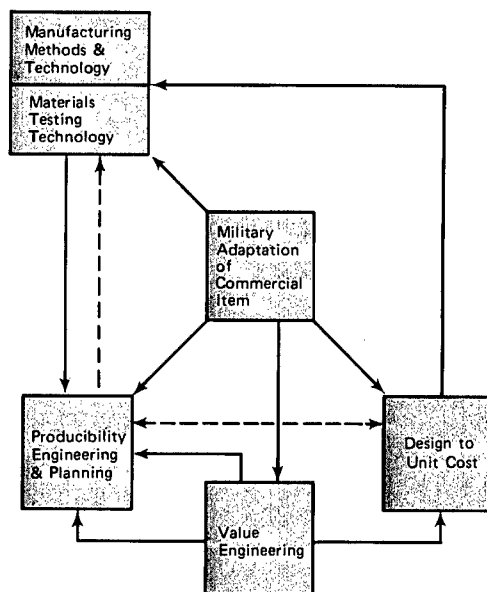 Manufacturing
Methods &
Technology
Materials
Testing
Technology
Military
Adaptation
of
Commercial
Item
Producibility
Engineering
& Planning
Design to
Unit Cost
Value
Engineering